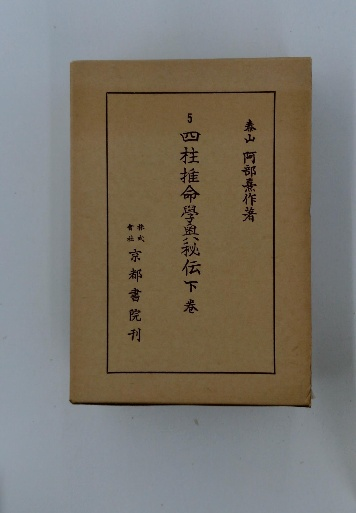 泰山 阿部熹作著
5 四柱推命學奥秘伝下巻
株式會社 京都書院刊